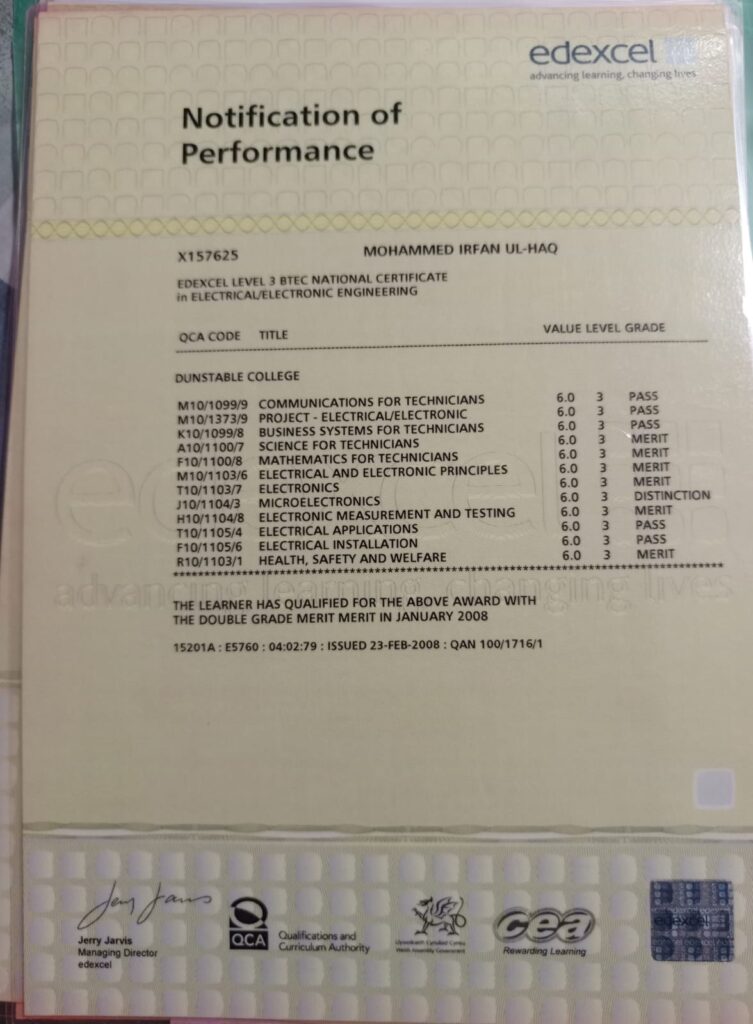 edexcel
advancing learning, changing lives
Notification of
Performance
X157625 MOHAMMED IRFAN UL-HAQ
EDEXCEL LEVEL 3 BTEC NATIONAL CERTIFICATE
in ELECTRICAL/ELECTRONIC ENGINEERING
QCA CODE TITLE VALUE LEVEL GRADE
DUNSTABLE COLLEGE
M10/1099/9 COMMUNICATIONS FOR TECHNICIANS 6.0 3 PASS
M10/1373/9 PROJECT - ELECTRICAL/ELECTRONIC 6.0 3 PASS
K10/1099/8 BUSINESS SYSTEMS FOR TECHNICIANS 6.0 3 PASS
A10/1100/7 SCIENCE FOR TECHNICIANS 6.0 3 MERIT
F10/1100/8 MATHEMATICS FOR TECHNICIANS 6.0 3 MERIT
M10/1103/6 ELECTRICAL AND ELECTRONIC PRINCIPLES 6.0 3 MERIT
T10/1103/7 ELECTRONICS 6.0 3 MERIT
J10/1104/3 MICROELECTRONICS 6.0 3 DISTINCTION
H10/1104/8 ELECTRONIC MEASUREMENT AND TESTING 6.0 3 MERIT
T10/1105/4 ELECTRICAL APPLICATIONS 6.0 3 PASS
F10/1105/6 ELECTRICAL INSTALLATION 6.0 3 PASS
R10/1103/1 HEALTH, SAFETY AND WELFARE 6.0 3 MERIT
THE LEARNER HAS QUALIFIED FOR THE ABOVE AWARD WITH
THE DOUBLE GRADE MERIT MERIT IN JANUARY 2008
15201A : E5760 : 04:02:79 : ISSUED 23-FEB-2008 : QAN 100/1716/1
Jerry Jarvis
Managing Director
edexcel
QCA
Qualifications and
Curriculum Authority
Llywodraeth Cynulliad Cymru
Welsh Assembly Government
cea
Rewarding Learning
edexcel